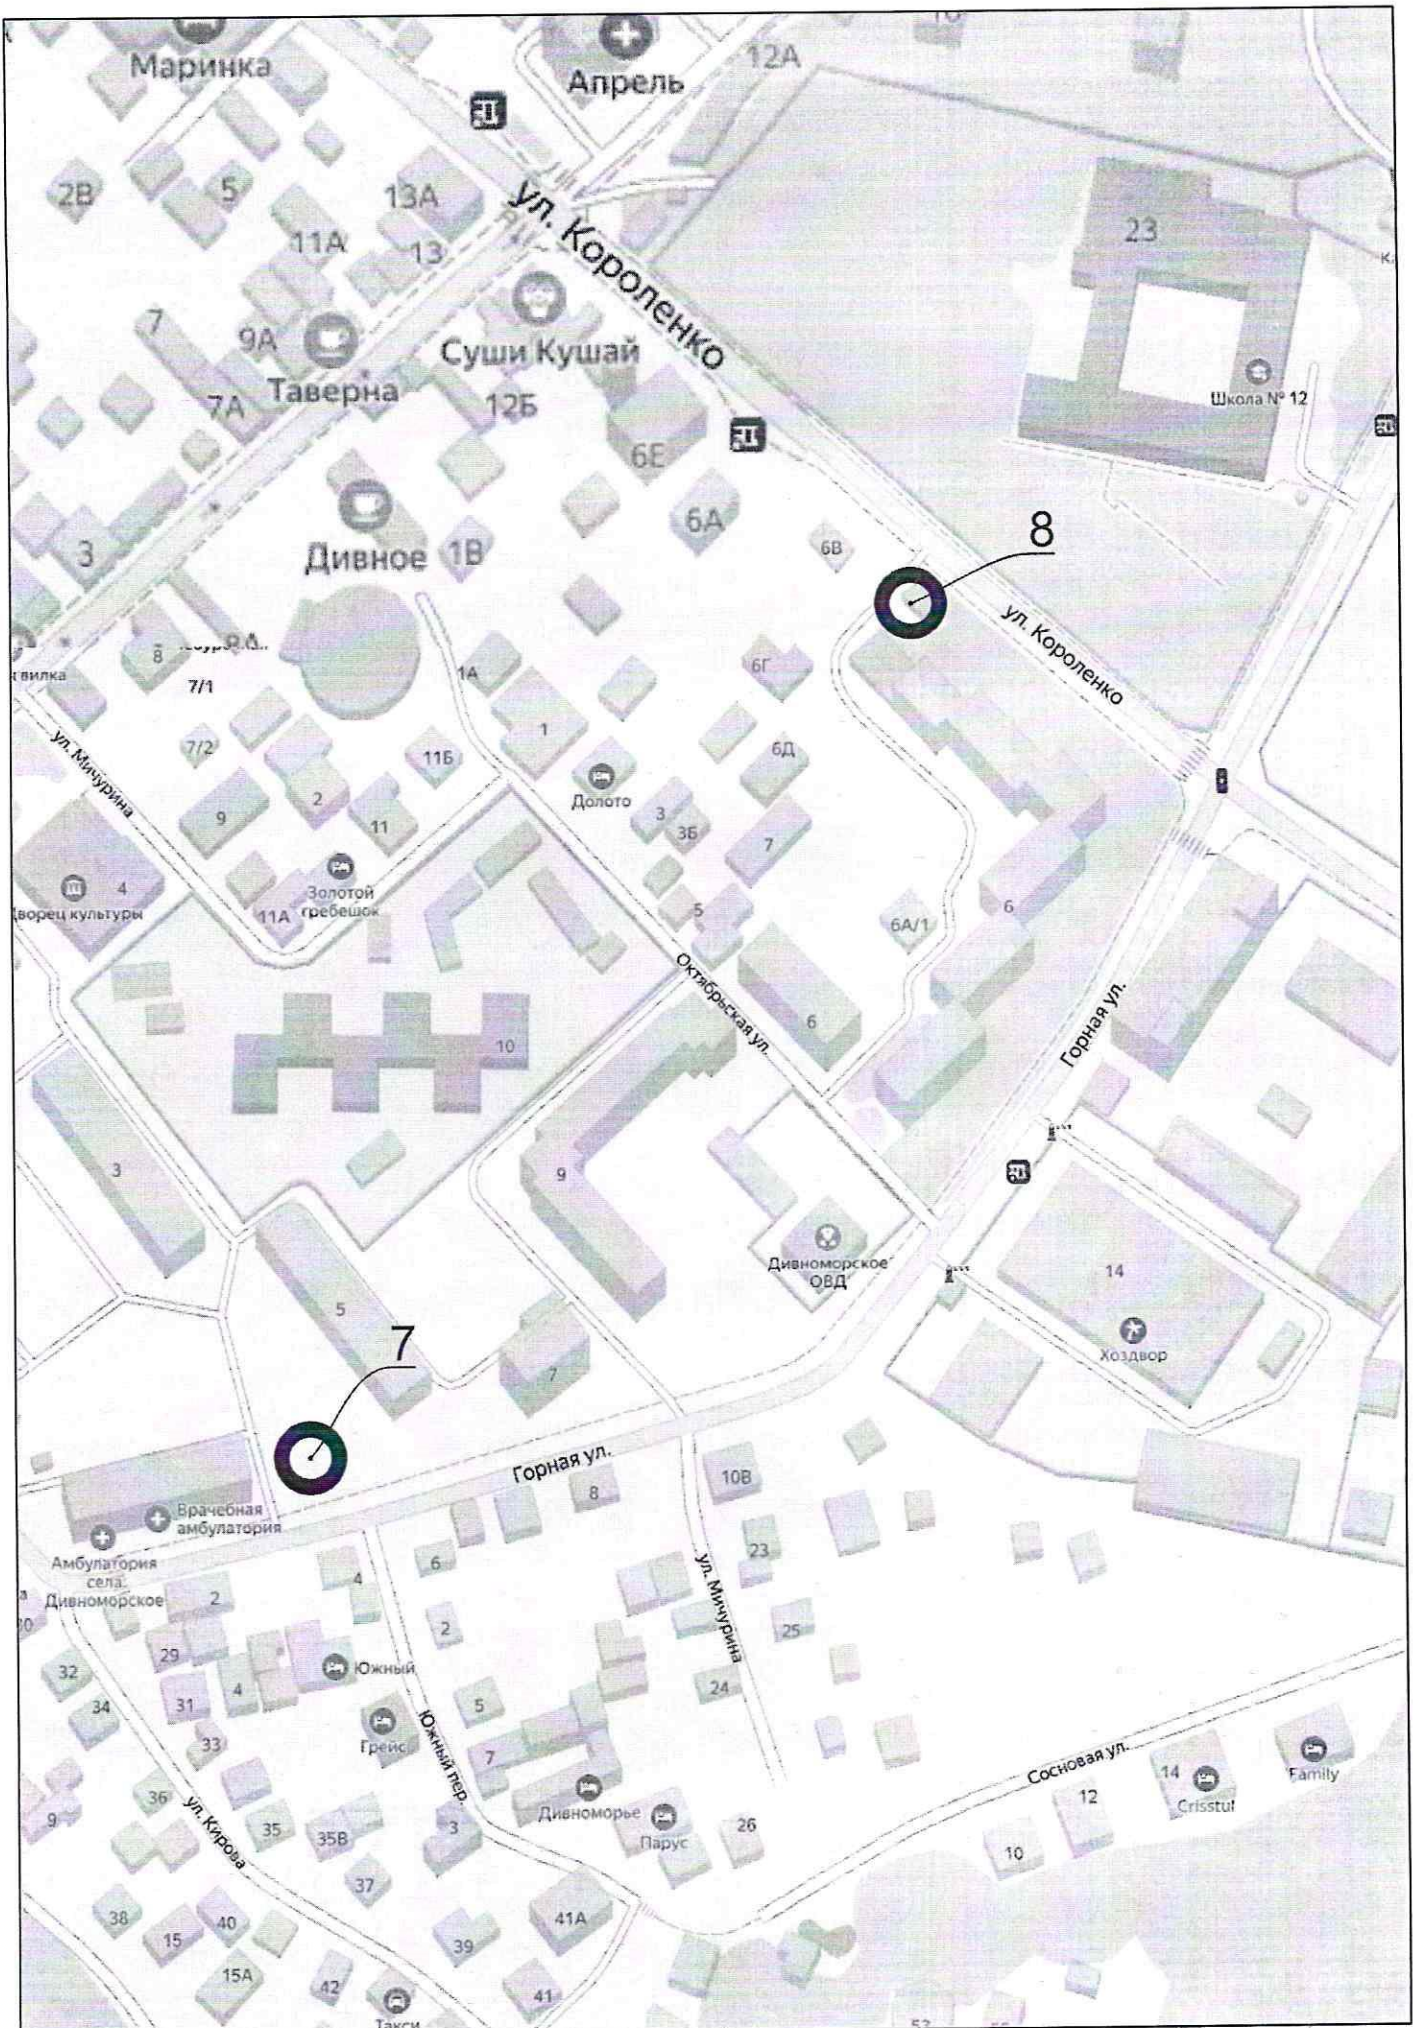 Маринка
Апрель
12А
2В
5
13А
11А
13
23
ул. Короленко
7
9А
Суши Кушай
Таверна
7А
12Б
Школа № 12
6Е
3
Дивное
1В
6А
6В
8
8
7/1
1А
6Г
ул. Короленко
ул. Мичурина
7/2
11Б
1
6Д
Долото
9
2
11
3
3Б
7
4
Золотой
гребешок
11А
5
6А/1
6
Октябрьская ул.
6
10
Горная ул.
3
9
Дивноморское
ОВД
14
5
Хоздвор
7
7
Горная ул.
10В
8
Врачебная
амбулатория
Амбулатория
села
Дивноморское
6
23
4
2
ул. Мичурина
2
25
29
32
Южный
4
31
24
34
5
33
Грейс
Южный пер.
7
Сосновая ул.
14
Family
Crisstul
36
Дивноморье
12
9
ул. Кирова
35
35В
3
Парус
26
10
37
38
15
40
41А
39
15А
42
41
Такси